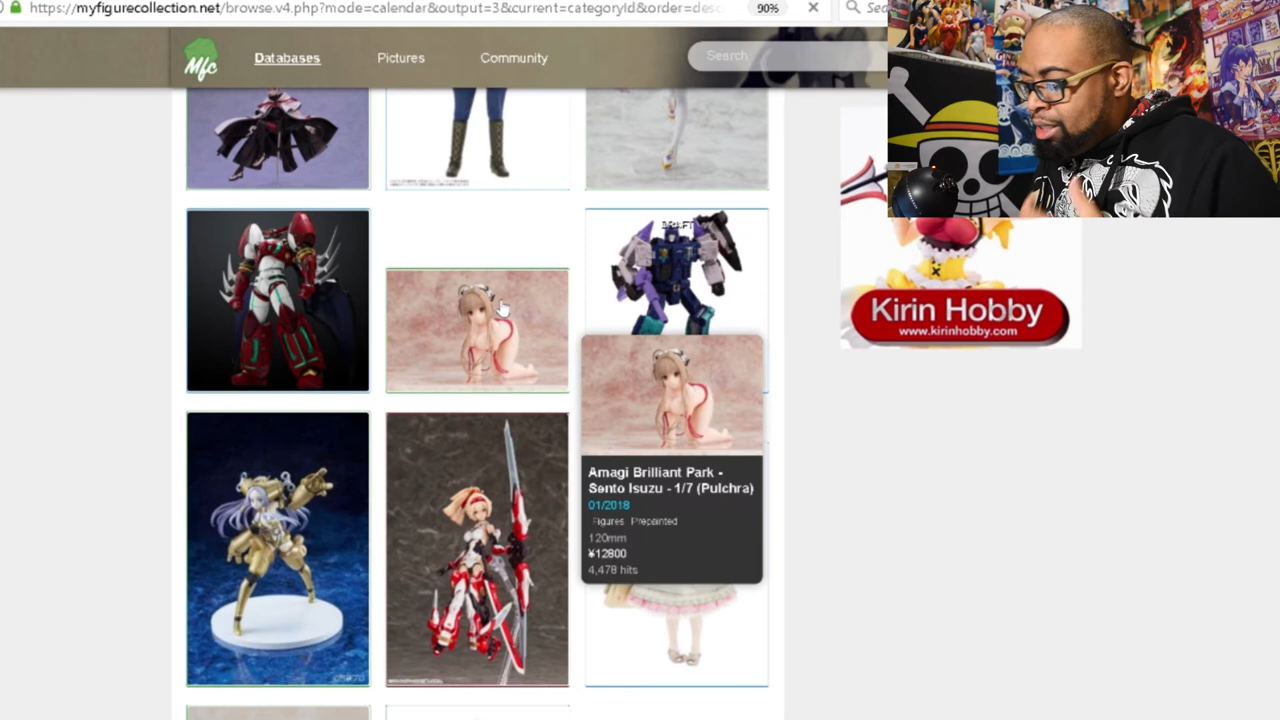 https://myfigurecollection.net/browse.v4.php?mode=calendar&output=3&current=categoryId&order=desc
90%
Mfc
Databases
Pictures
Community
Search
DRAFT
Kirin Hobby
www.kirinhobby.com
Amagi Brilliant Park -
Sento Isuzu - 1/7 (Pulchra)
01/2018
Figures Prepainted
120mm
¥12800
4,478 hits